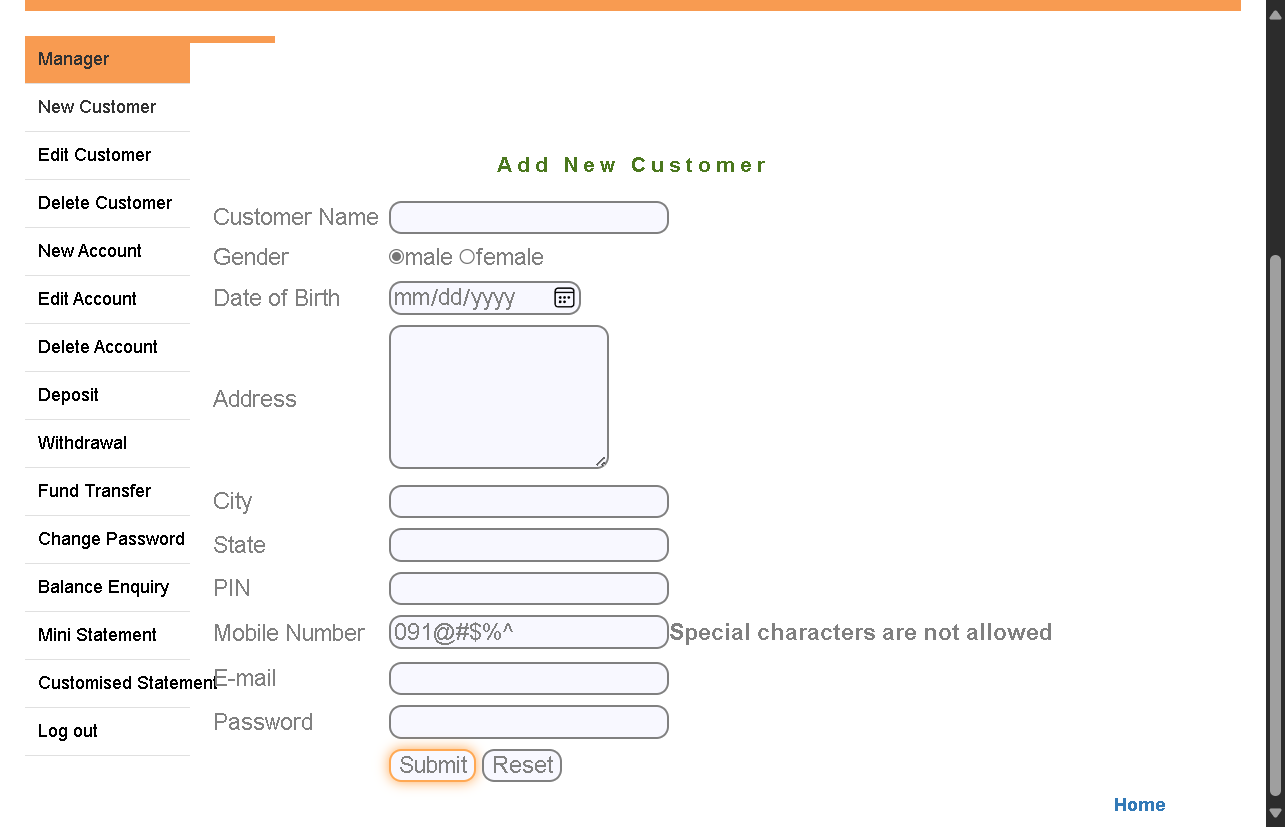 Manager
New Customer
Edit Customer
Delete Customer
New Account
Edit Account
Delete Account
Deposit
Withdrawal
Fund Transfer
Change Password
Balance Enquiry
Mini Statement
Customised Statement
Log out
Add New Customer
Customer Name
Gender male female
Date of Birth mm/dd/yyyy
Address
City
State
PIN
Mobile Number 091@#$%^ Special characters are not allowed
E-mail
Password
Submit Reset
Home